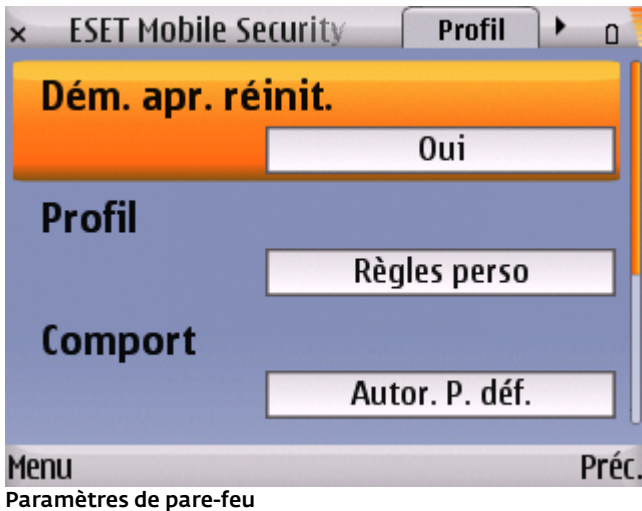 × ESET Mobile Security Profil
Dém. apr. réinit.
Oui
Profil
Règles perso
Comport
Autor. P. déf.
Menu Préc.
Paramètres de pare-feu